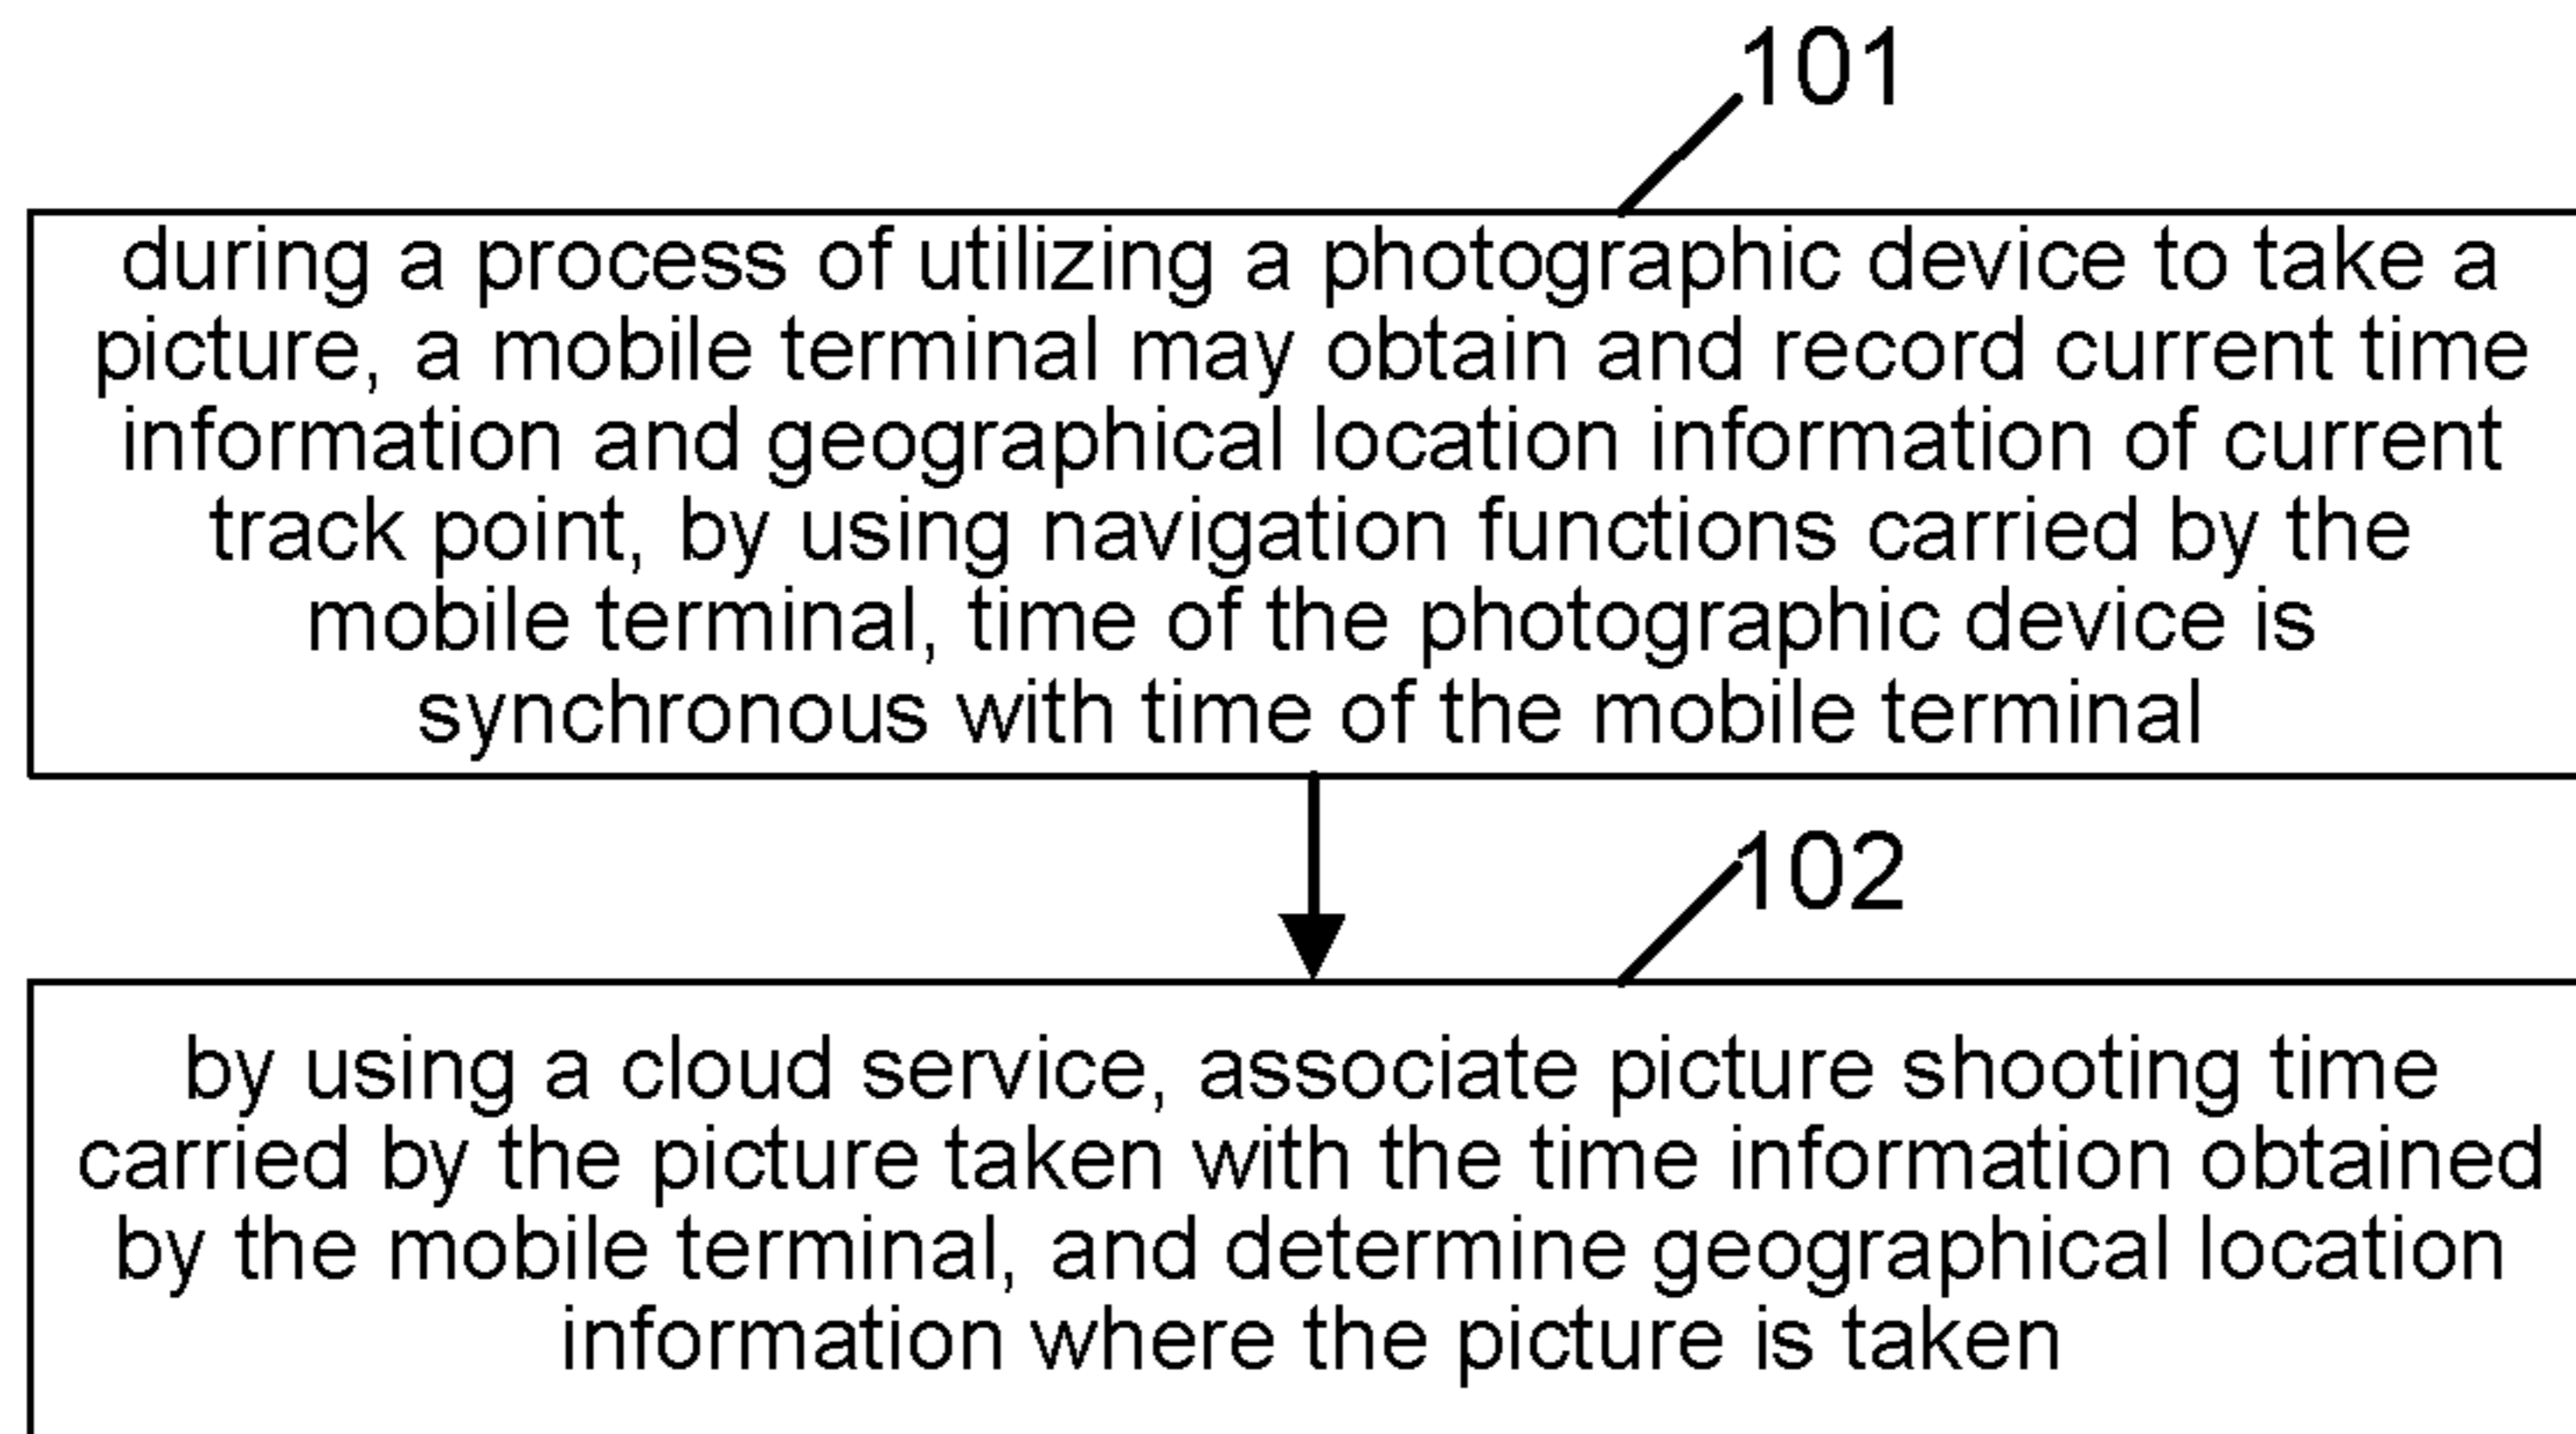 101
during a process of utilizing a photographic device to take a
picture, a mobile terminal may obtain and record current time
information and geographical location information of current
track point, by using navigation functions carried by the
mobile terminal, time of the photographic device is
synchronous with time of the mobile terminal
102
by using a cloud service, associate picture shooting time
carried by the picture taken with the time information obtained
by the mobile terminal, and determine geographical location
information where the picture is taken